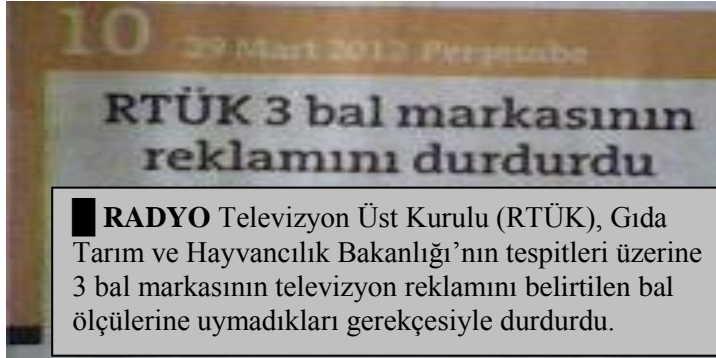 10
29 Mart 2012 Perşembe
RTÜK 3 bal markasının
reklamını durdurdu
RADYO Televizyon Üst Kurulu (RTÜK), Gıda
Tarım ve Hayvancılık Bakanlığı’nın tespitleri üzerine
3 bal markasının televizyon reklamını belirtilen bal
ölçülerine uymadıkları gerekçesiyle durdurdu.